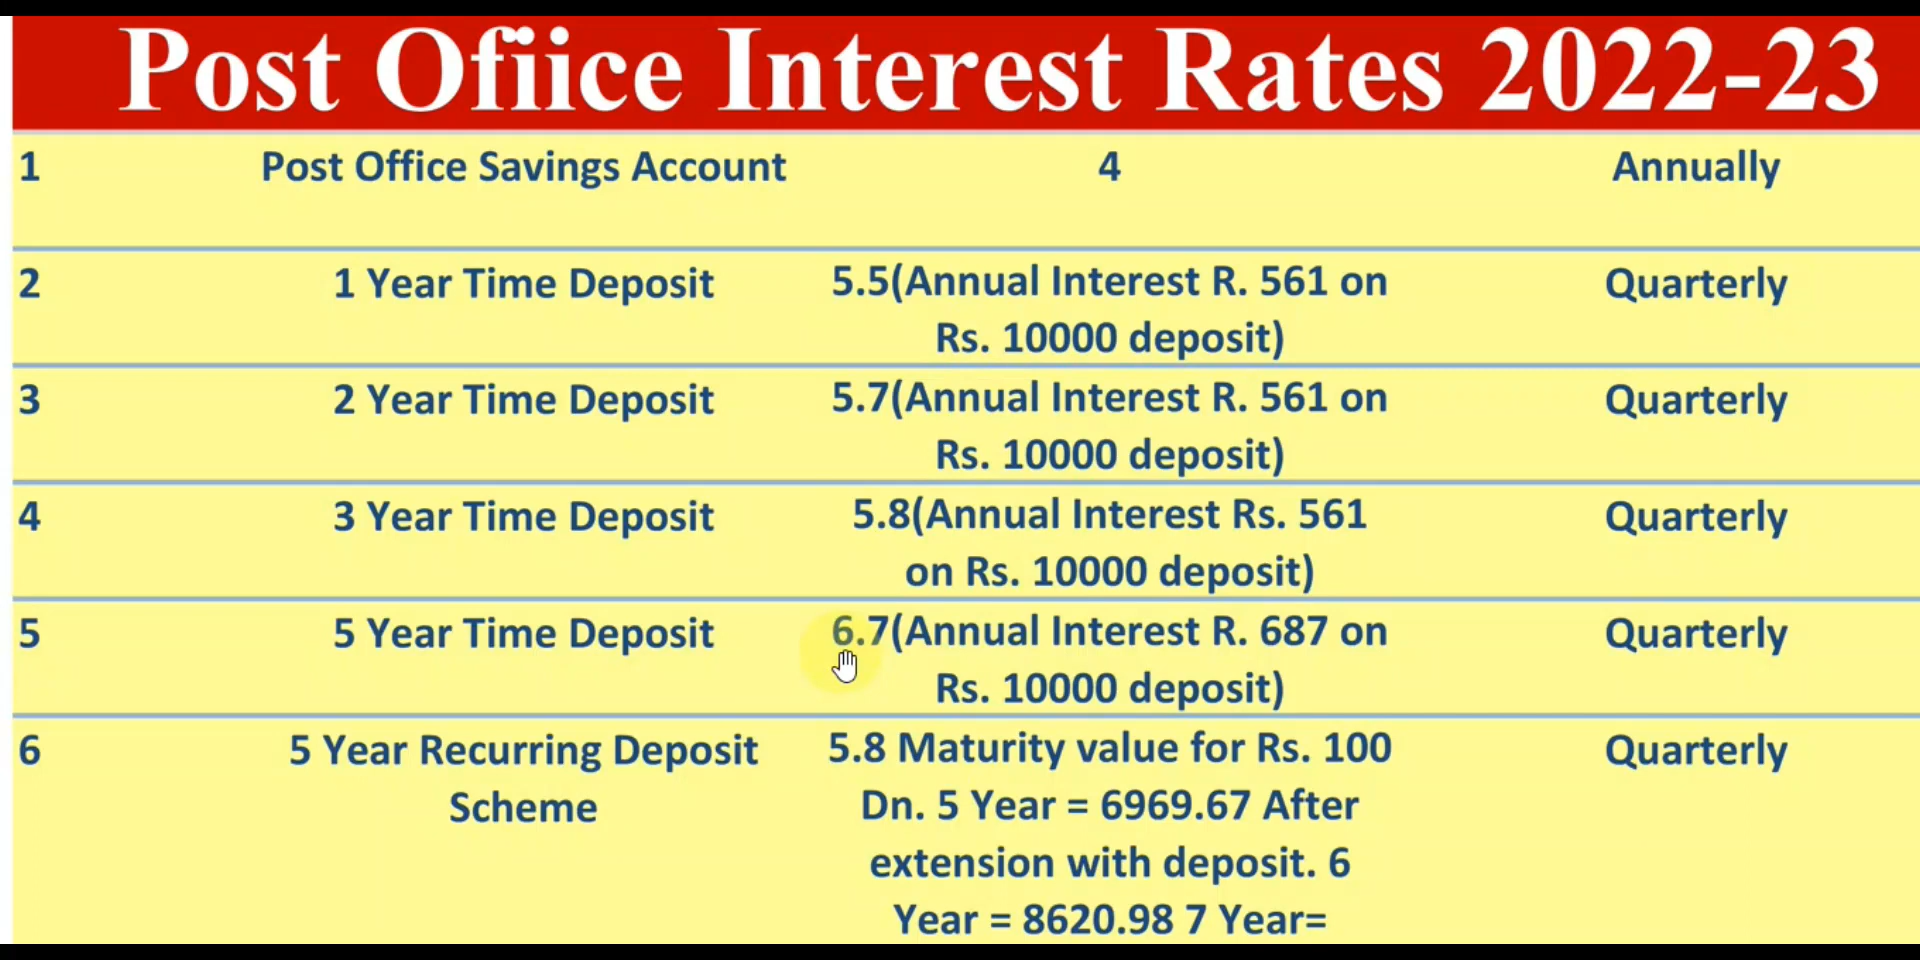 Post Ofiice Interest Rates 2022-23
1 Post Office Savings Account 4 Annually
2 1 Year Time Deposit 5.5(Annual Interest R. 561 on Quarterly
Rs. 10000 deposit)
3 2 Year Time Deposit 5.7(Annual Interest R. 561 on Quarterly
Rs. 10000 deposit)
4 3 Year Time Deposit 5.8(Annual Interest Rs. 561 Quarterly
on Rs. 10000 deposit)
5 5 Year Time Deposit 6.7(Annual Interest R. 687 on Quarterly
Rs. 10000 deposit)
6 5 Year Recurring Deposit 5.8 Maturity value for Rs. 100 Quarterly
Scheme Dn. 5 Year = 6969.67 After
extension with deposit. 6
Year = 8620.98 7 Year=